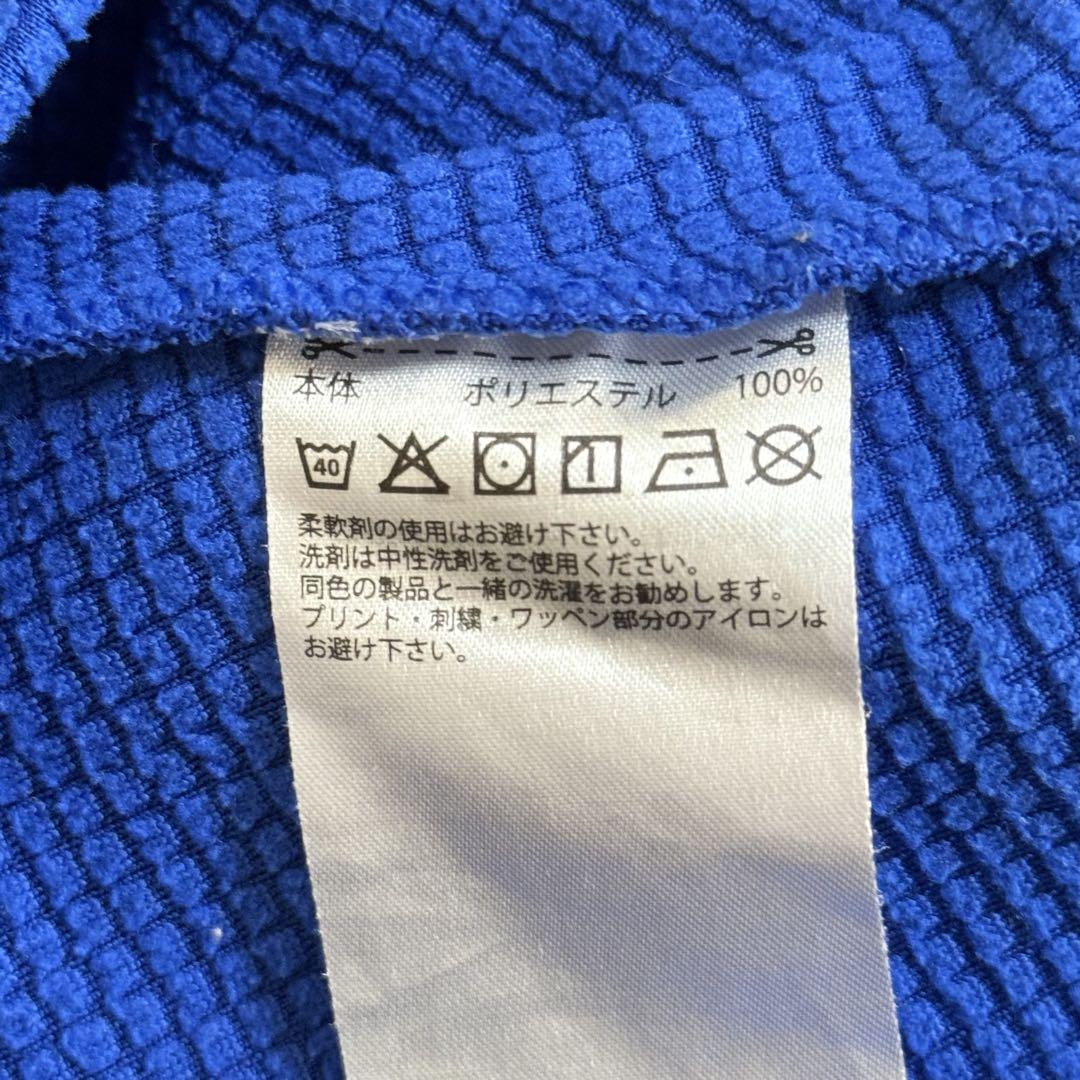 本体 ポリエステル 100%
40
柔軟剤の使用はお避け下さい。
洗剤は中性洗剤をご使用ください。
同色の製品と一緒の洗濯をお勧めします。
プリント・刺繍・ワッペン部分のアイロンは
お避け下さい。